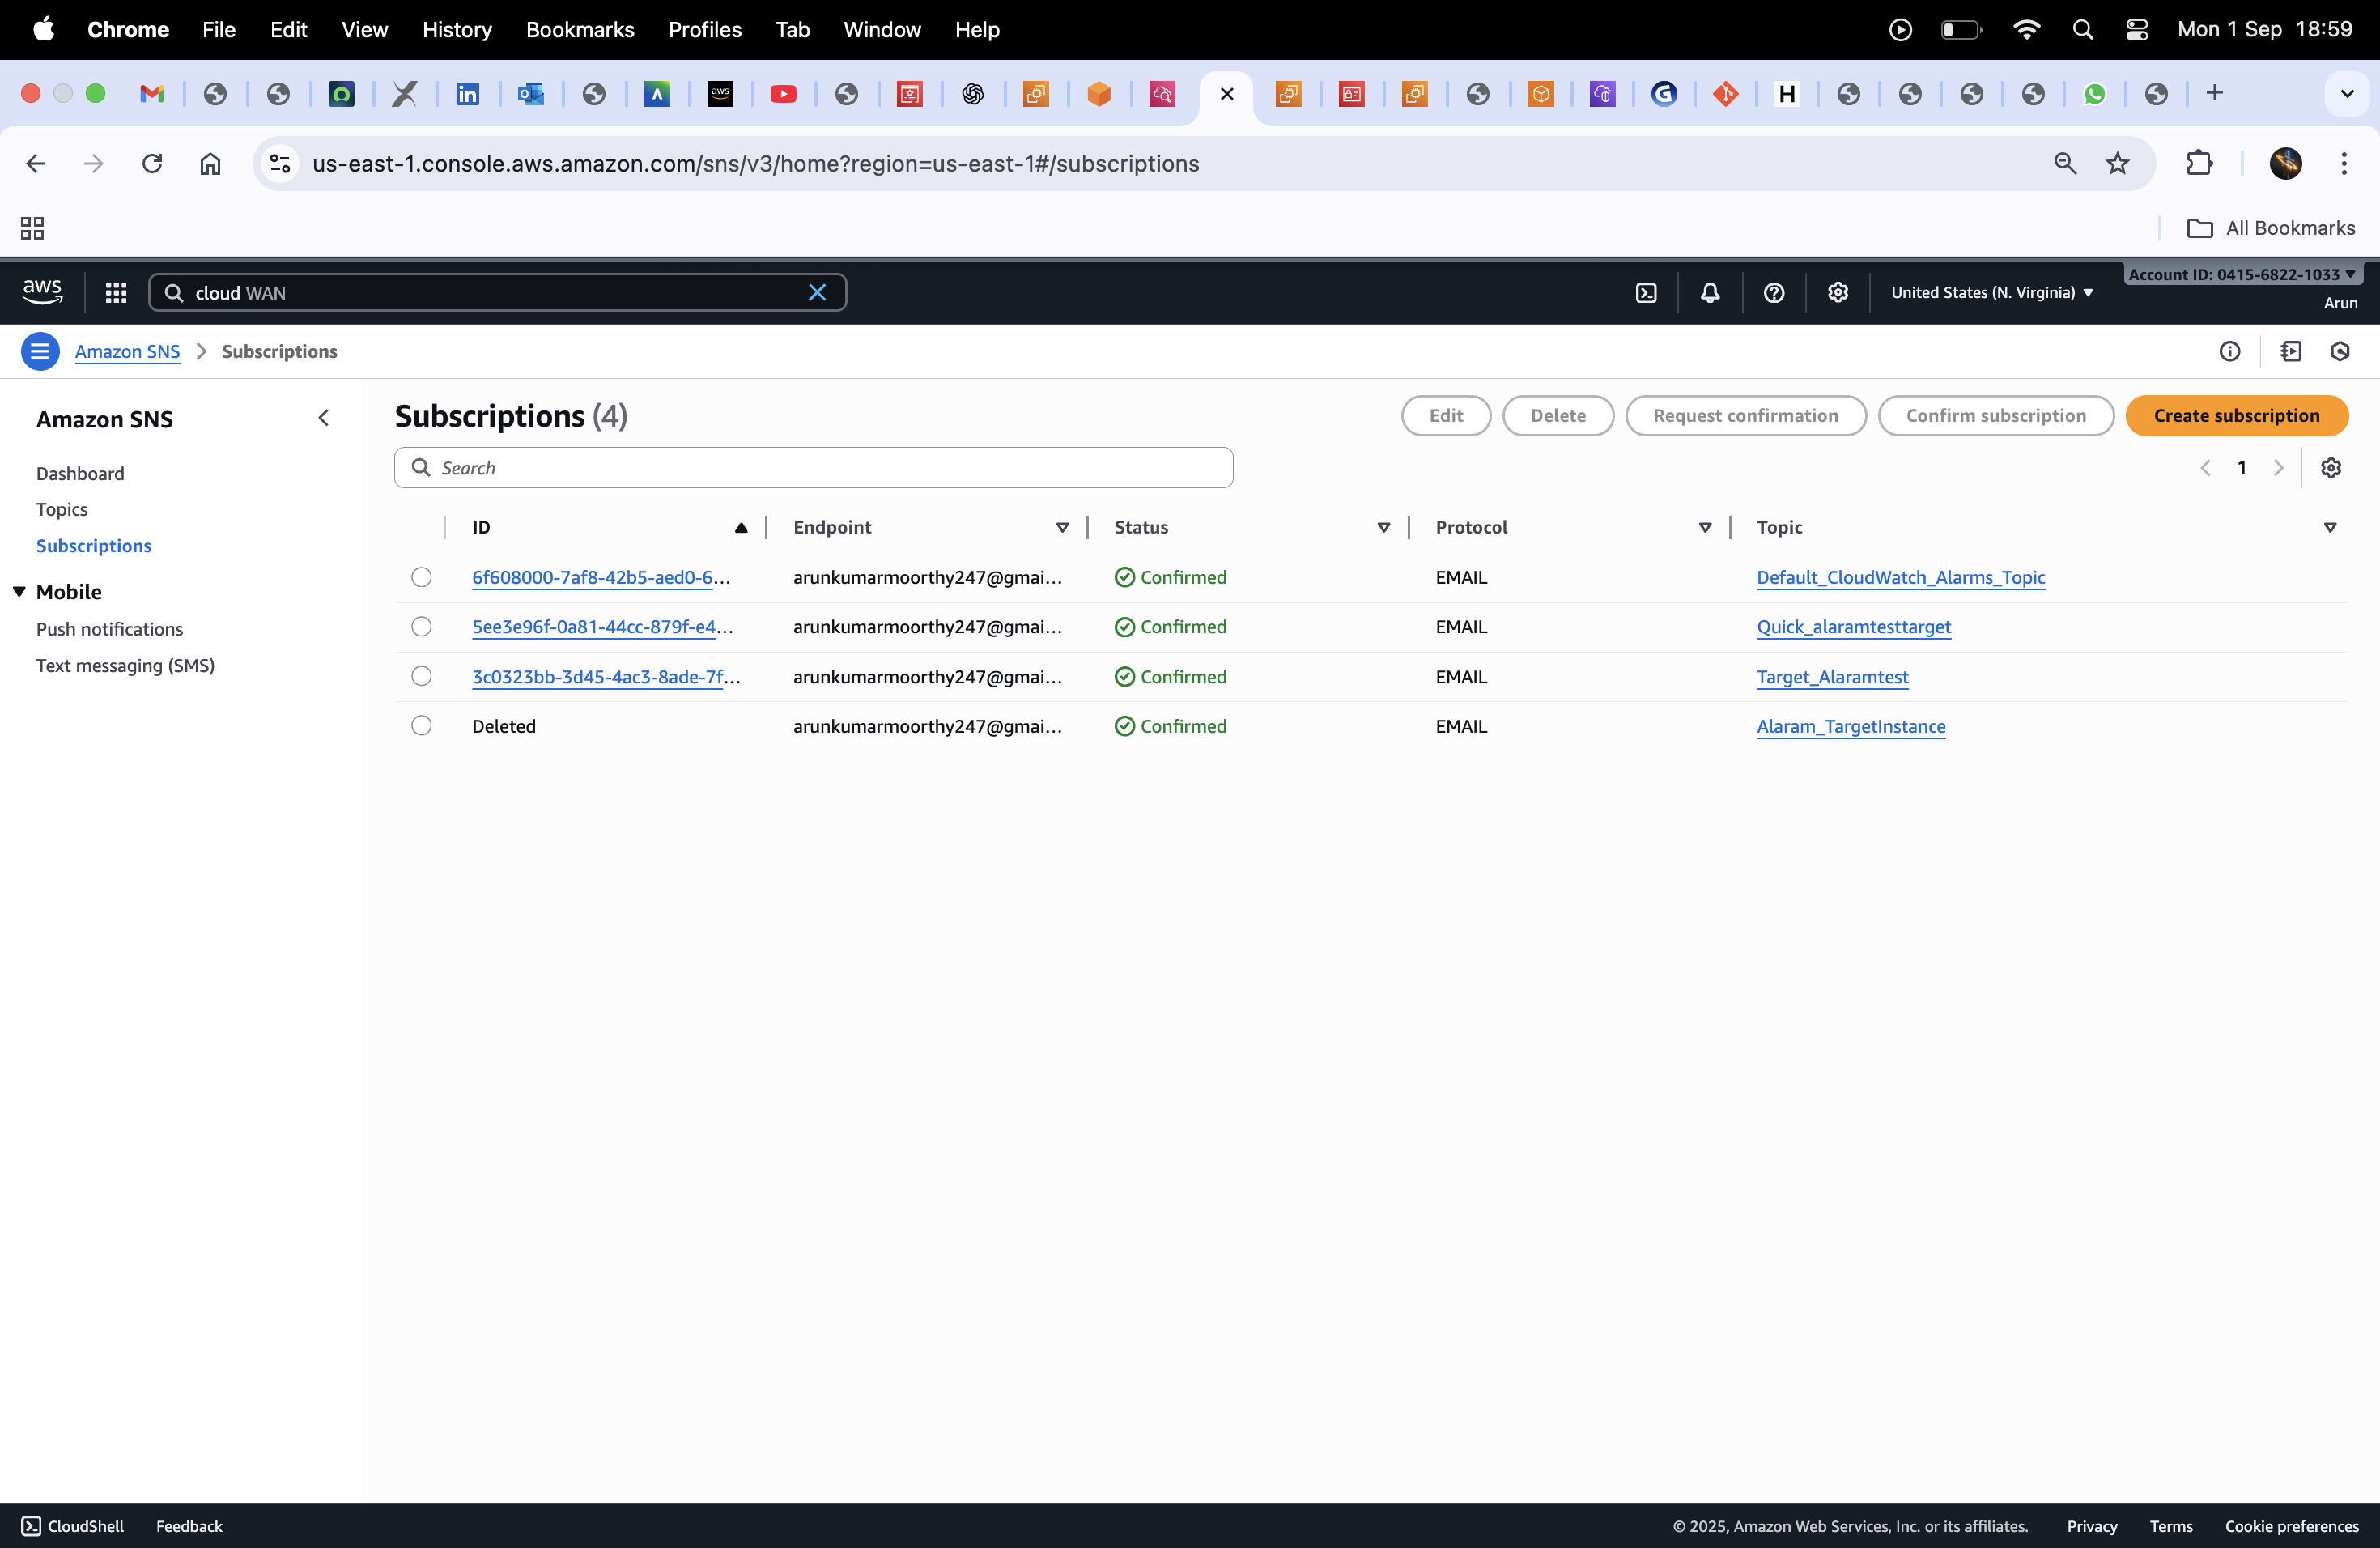 Chrome File Edit View History Bookmarks Profiles Tab Window Help Mon 1 Sep 18:59
us-east-1.console.aws.amazon.com/sns/v3/home?region=us-east-1#/subscriptions
All Bookmarks
aws cloud WAN United States (N. Virginia) Account ID: 0415-6822-1033
Arun
Amazon SNS Subscriptions
Amazon SNS
Dashboard
Topics
Subscriptions
Mobile
Push notifications
Text messaging (SMS)
Subscriptions (4) Edit Delete Request confirmation Confirm subscription Create subscription
Search 1
ID Endpoint Status Protocol Topic
6f608000-7af8-42b5-aed0-6... arunkumarmoorthy247@gmai... Confirmed EMAIL Default_CloudWatch_Alarms_Topic
5ee3e96f-0a81-44cc-879f-e4... arunkumarmoorthy247@gmai... Confirmed EMAIL Quick_alaramtesttarget
3c0323bb-3d45-4ac3-8ade-7f... arunkumarmoorthy247@gmai... Confirmed EMAIL Target_Alaramtest
Deleted arunkumarmoorthy247@gmai... Confirmed EMAIL Alaram_TargetInstance
CloudShell Feedback © 2025, Amazon Web Services, Inc. or its affiliates. Privacy Terms Cookie preferences